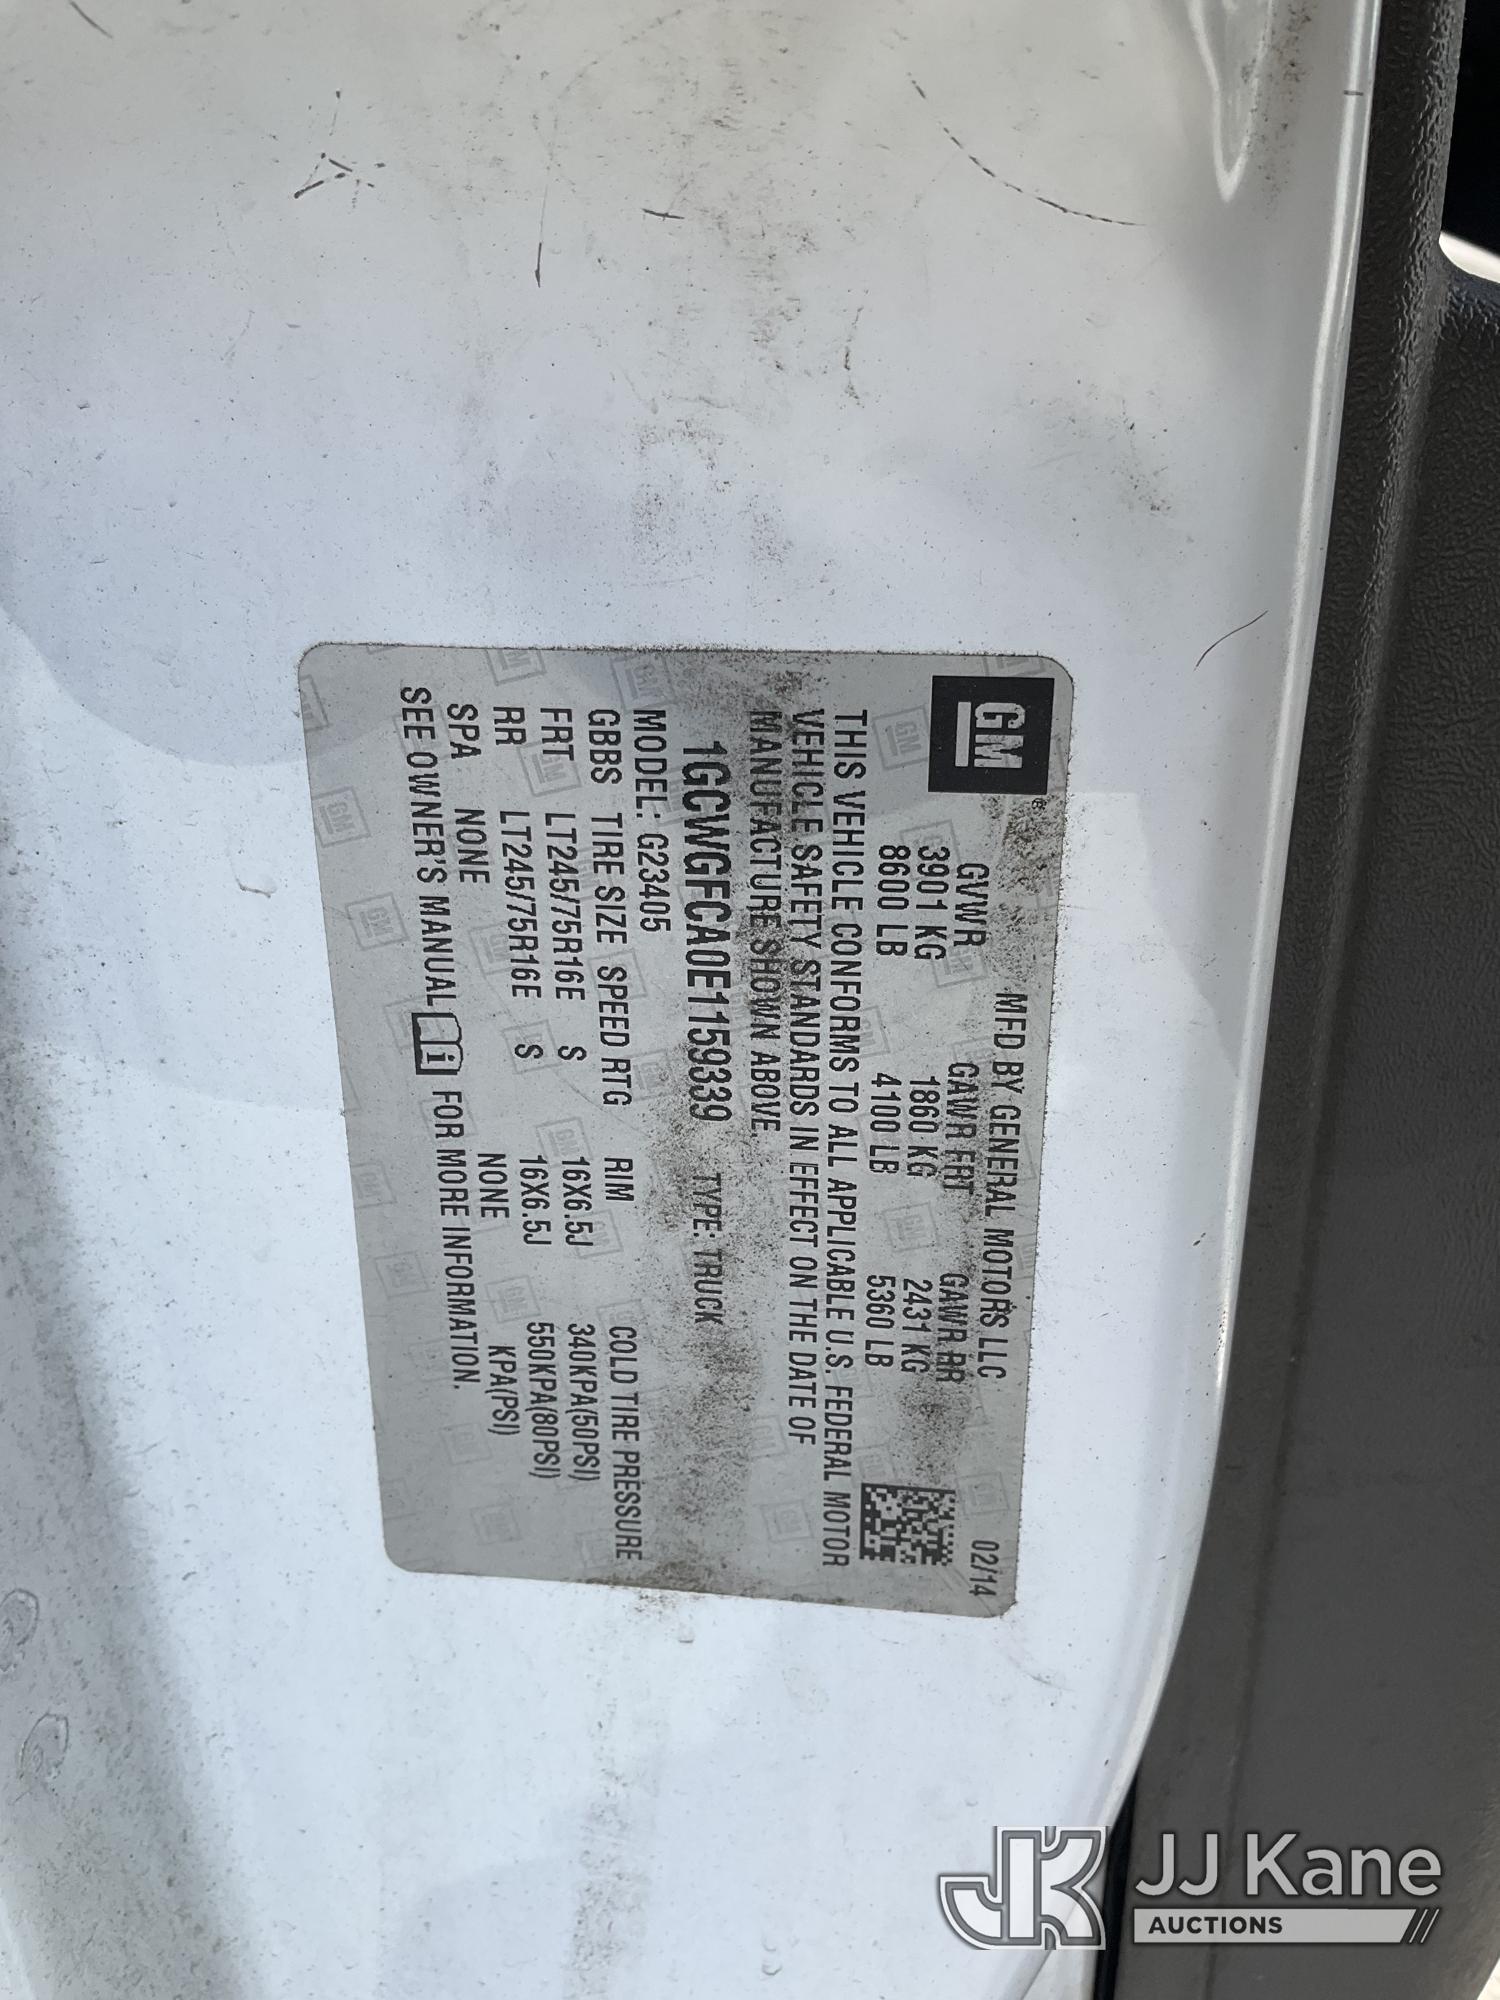 GM®
MFD BY GENERAL MOTORS LLC 02/14
GVWR GAWR FRT GAWR RR
3901 KG 1860 KG 2431 KG
8600 LB 4100 LB 5360 LB
THIS VEHICLE CONFORMS TO ALL APPLICABLE U.S. FEDERAL MOTOR
VEHICLE SAFETY STANDARDS IN EFFECT ON THE DATE OF
MANUFACTURE SHOWN ABOVE.
1GCWGFCA0E1159339 TYPE: TRUCK
MODEL: G23405
GBBS TIRE SIZE SPEED RTG RIM COLD TIRE PRESSURE
FRT LT245/75R16E S 16X6.5J 340KPA(50PSI)
RR LT245/75R16E S 16X6.5J 550KPA(80PSI)
SPA NONE NONE KPA(PSI)
SEE OWNER'S MANUAL FOR MORE INFORMATION.
JK JJ Kane
AUCTIONS